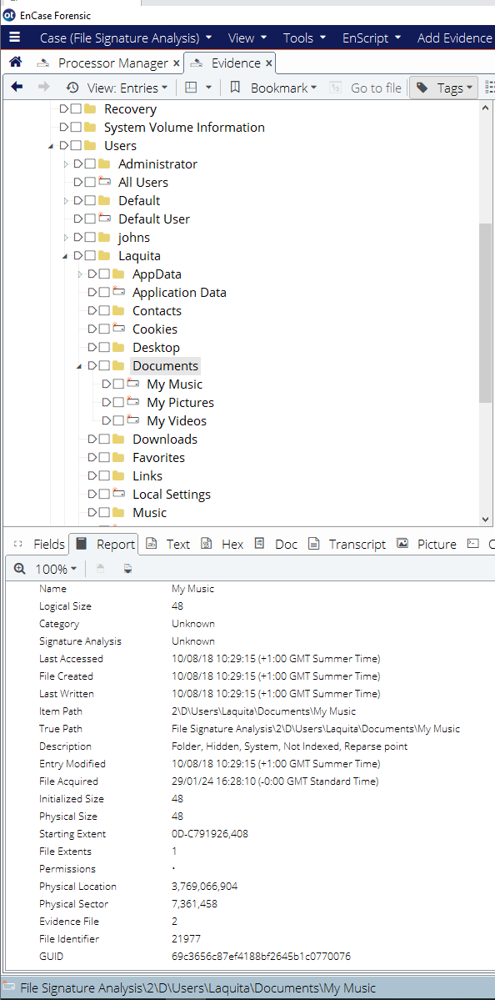 EnCase Forensic
Case (File Signature Analysis) View Tools EnScript Add Evidence
Processor Manager x Evidence x
View: Entries Bookmark Go to file Tags
Recovery
System Volume Information
Users
Administrator
All Users
Default
Default User
johns
Laquita
AppData
Application Data
Contacts
Cookies
Desktop
Documents
My Music
My Pictures
My Videos
Downloads
Favorites
Links
Local Settings
Music
Fields Report Text Hex Doc Transcript Picture
100%
Name My Music
Logical Size 48
Category Unknown
Signature Analysis Unknown
Last Accessed 10/08/18 10:29:15 (+1:00 GMT Summer Time)
File Created 10/08/18 10:29:15 (+1:00 GMT Summer Time)
Last Written 10/08/18 10:29:15 (+1:00 GMT Summer Time)
Item Path 2\D\Users\Laquita\Documents\My Music
True Path File Signature Analysis\2\D\Users\Laquita\Documents\My Music
Description Folder, Hidden, System, Not Indexed, Reparse point
Entry Modified 10/08/18 10:29:15 (+1:00 GMT Summer Time)
File Acquired 29/01/24 16:28:10 (-0:00 GMT Standard Time)
Initialized Size 48
Physical Size 48
Starting Extent 0D-C791926,408
File Extents 1
Permissions •
Physical Location 3,769,066,904
Physical Sector 7,361,458
Evidence File 2
File Identifier 21977
GUID 69c3656c87ef4188bf2645b1c0770076
File Signature Analysis\2\D\Users\Laquita\Documents\My Music